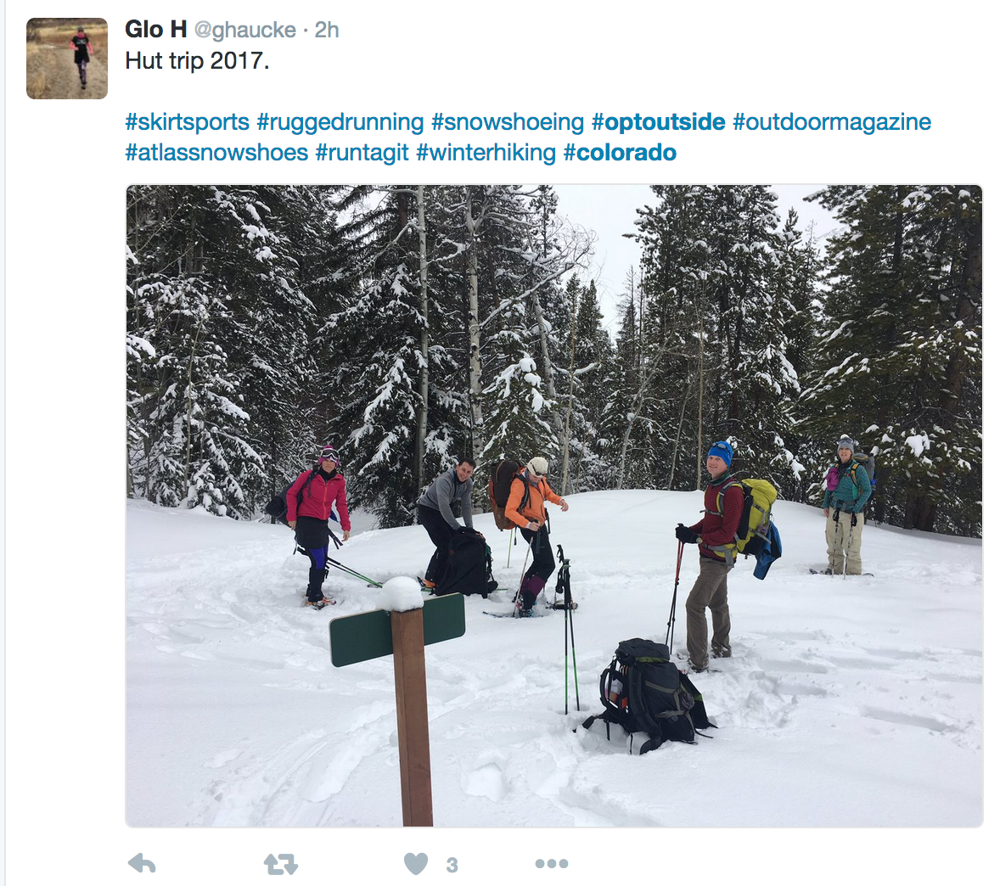 Glo H @ghaucke · 2h
Hut trip 2017.
#skirtsports #ruggedrunning #snowshoeing #optoutside #outdoormagazine
#atlassnowshoes #runtagit #winterhiking #colorado
3